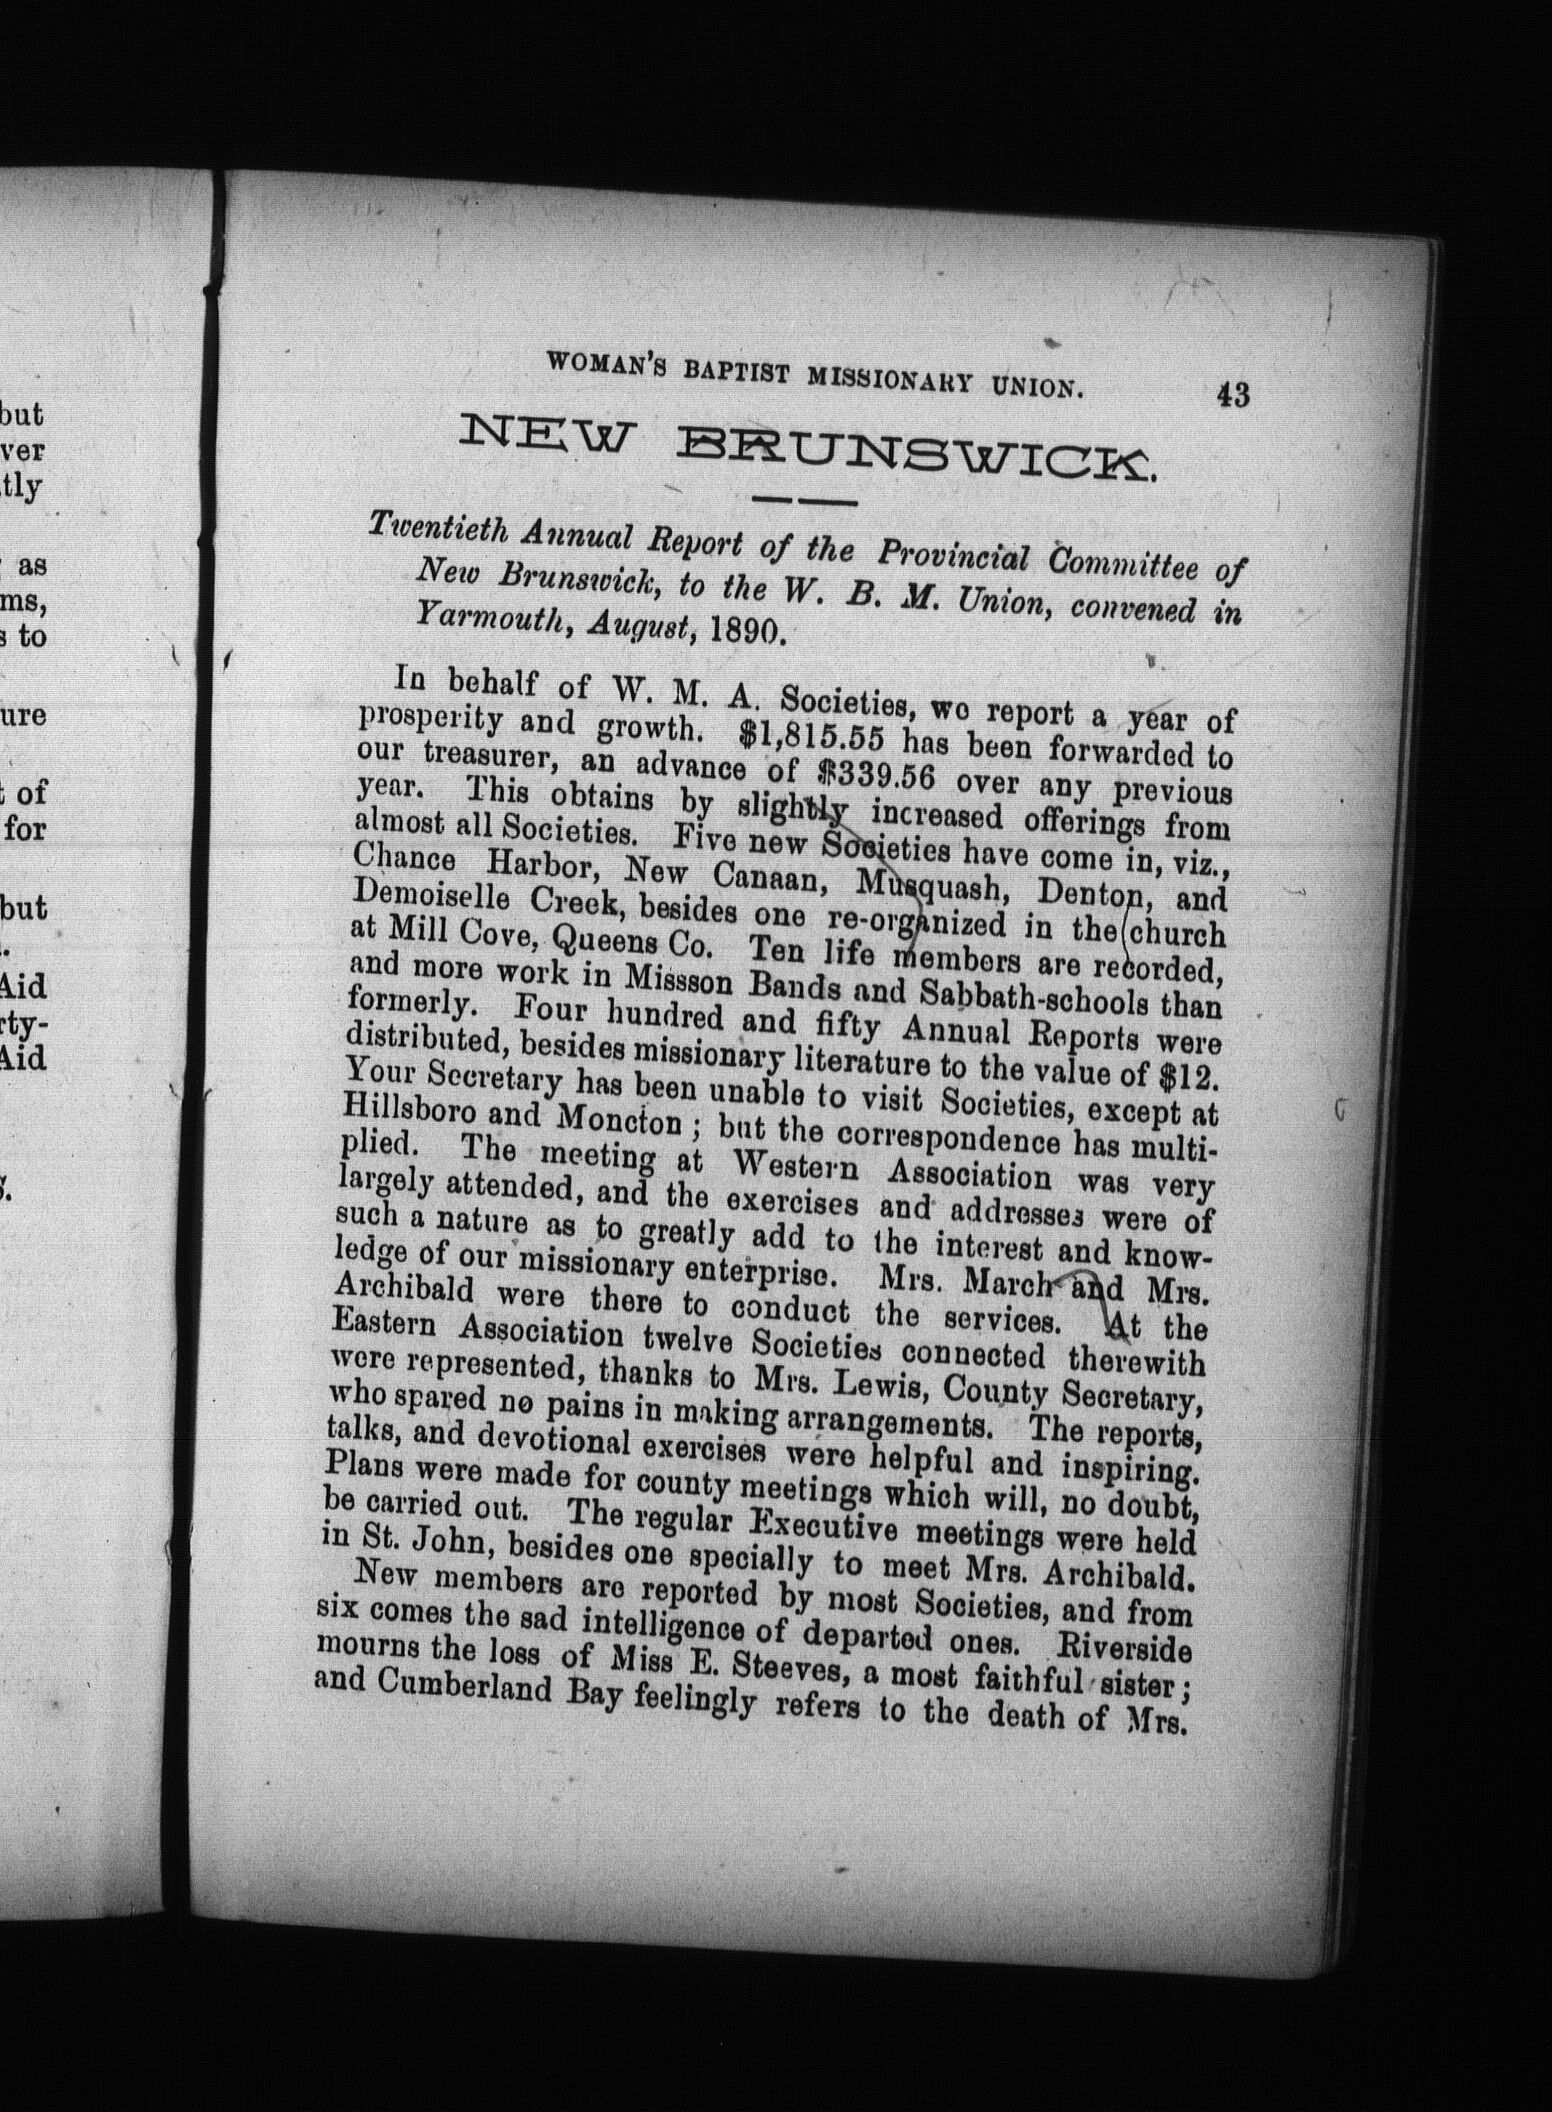 but
ver
tly
as
ms,
s to
ure
t of
for
but
Aid
rty-
Aid
WOMAN'S BAPTIST MISSIONARY UNION. 43
NEW BRUNSWICK.
Twentieth Annual Report of the Provincial Committee of
New Brunswick, to the W. B. M. Union, convened in
Yarmouth, August, 1890.
In behalf of W. M. A. Societies, we report a year of
prosperity and growth. $1,815.55 has been forwarded to
our treasurer, an advance of $339.56 over any previous
year. This obtains by slightly increased offerings from
almost all Societies. Five new Societies have come in, viz.,
Chance Harbor, New Canaan, Musquash, Denton, and
Demoiselle Creek, besides one re-organized in the church
at Mill Cove, Queens Co. Ten life members are recorded,
and more work in Missson Bands and Sabbath-schools than
formerly. Four hundred and fifty Annual Reports were
distributed, besides missionary literature to the value of $12.
Your Secretary has been unable to visit Societies, except at
Hillsboro and Moncton; but the correspondence has multi-
plied. The meeting at Western Association was very
largely attended, and the exercises and addresses were of
such a nature as to greatly add to the interest and know-
ledge of our missionary enterprise. Mrs. March and Mrs.
Archibald were there to conduct the services. At the
Eastern Association twelve Societies connected therewith
were represented, thanks to Mrs. Lewis, County Secretary,
who spared no pains in making arrangements. The reports,
talks, and devotional exercises were helpful and inspiring.
Plans were made for county meetings which will, no doubt,
be carried out. The regular Executive meetings were held
in St. John, besides one specially to meet Mrs. Archibald.
New members are reported by most Societies, and from
six comes the sad intelligence of departed ones. Riverside
mourns the loss of Miss E. Steeves, a most faithful sister;
and Cumberland Bay feelingly refers to the death of Mrs.